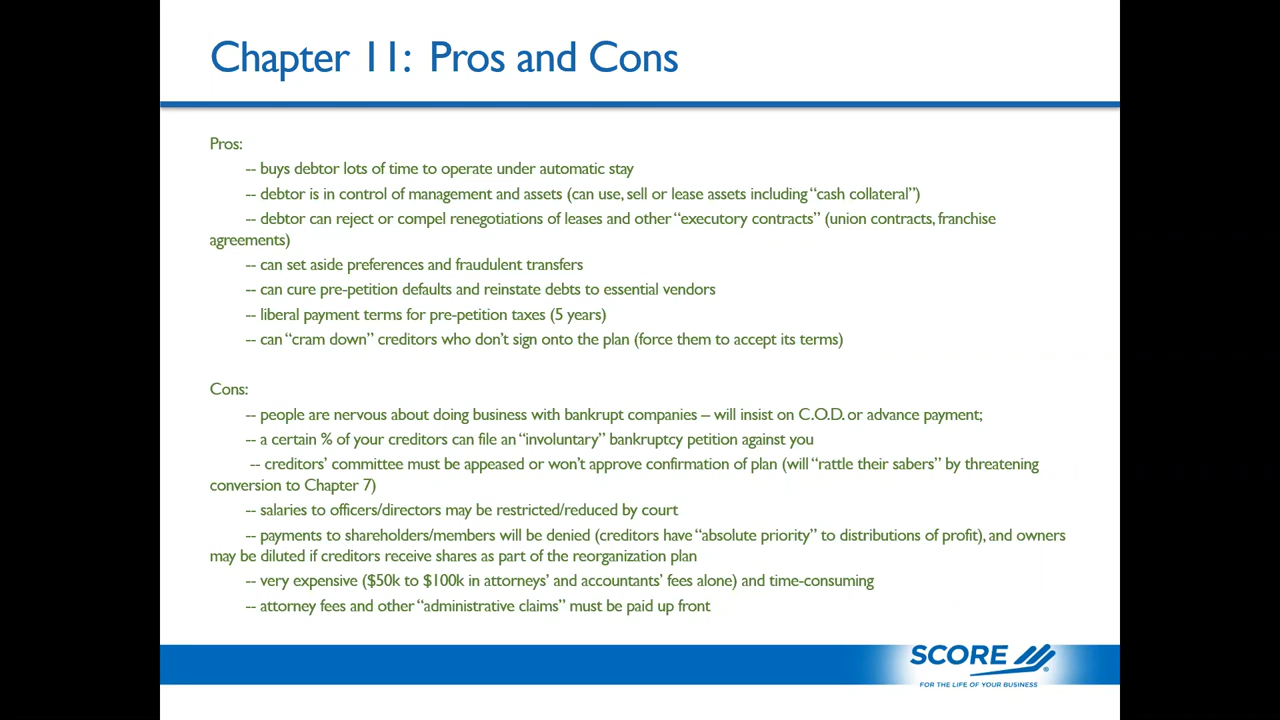 Chapter 11: Pros and Cons
Pros:
-- buys debtor lots of time to operate under automatic stay
-- debtor is in control of management and assets (can use, sell or lease assets including “cash collateral”)
-- debtor can reject or compel renegotiations of leases and other “executory contracts” (union contracts, franchise
agreements)
-- can set aside preferences and fraudulent transfers
-- can cure pre-petition defaults and reinstate debts to essential vendors
-- liberal payment terms for pre-petition taxes (5 years)
-- can “cram down” creditors who don’t sign onto the plan (force them to accept its terms)
Cons:
-- people are nervous about doing business with bankrupt companies – will insist on C.O.D. or advance payment;
-- a certain % of your creditors can file an “involuntary” bankruptcy petition against you
-- creditors’ committee must be appeased or won’t approve confirmation of plan (will “rattle their sabers” by threatening
conversion to Chapter 7)
-- salaries to officers/directors may be restricted/reduced by court
-- payments to shareholders/members will be denied (creditors have “absolute priority” to distributions of profit), and owners
may be diluted if creditors receive shares as part of the reorganization plan
-- very expensive ($50k to $100k in attorneys’ and accountants’ fees alone) and time-consuming
-- attorney fees and other “administrative claims” must be paid up front
SCORE
®
FOR THE LIFE OF YOUR BUSINESS